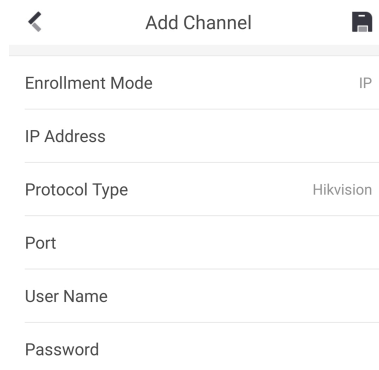 Add Channel
Enrollment Mode IP
IP Address
Protocol Type Hikvision
Port
User Name
Password